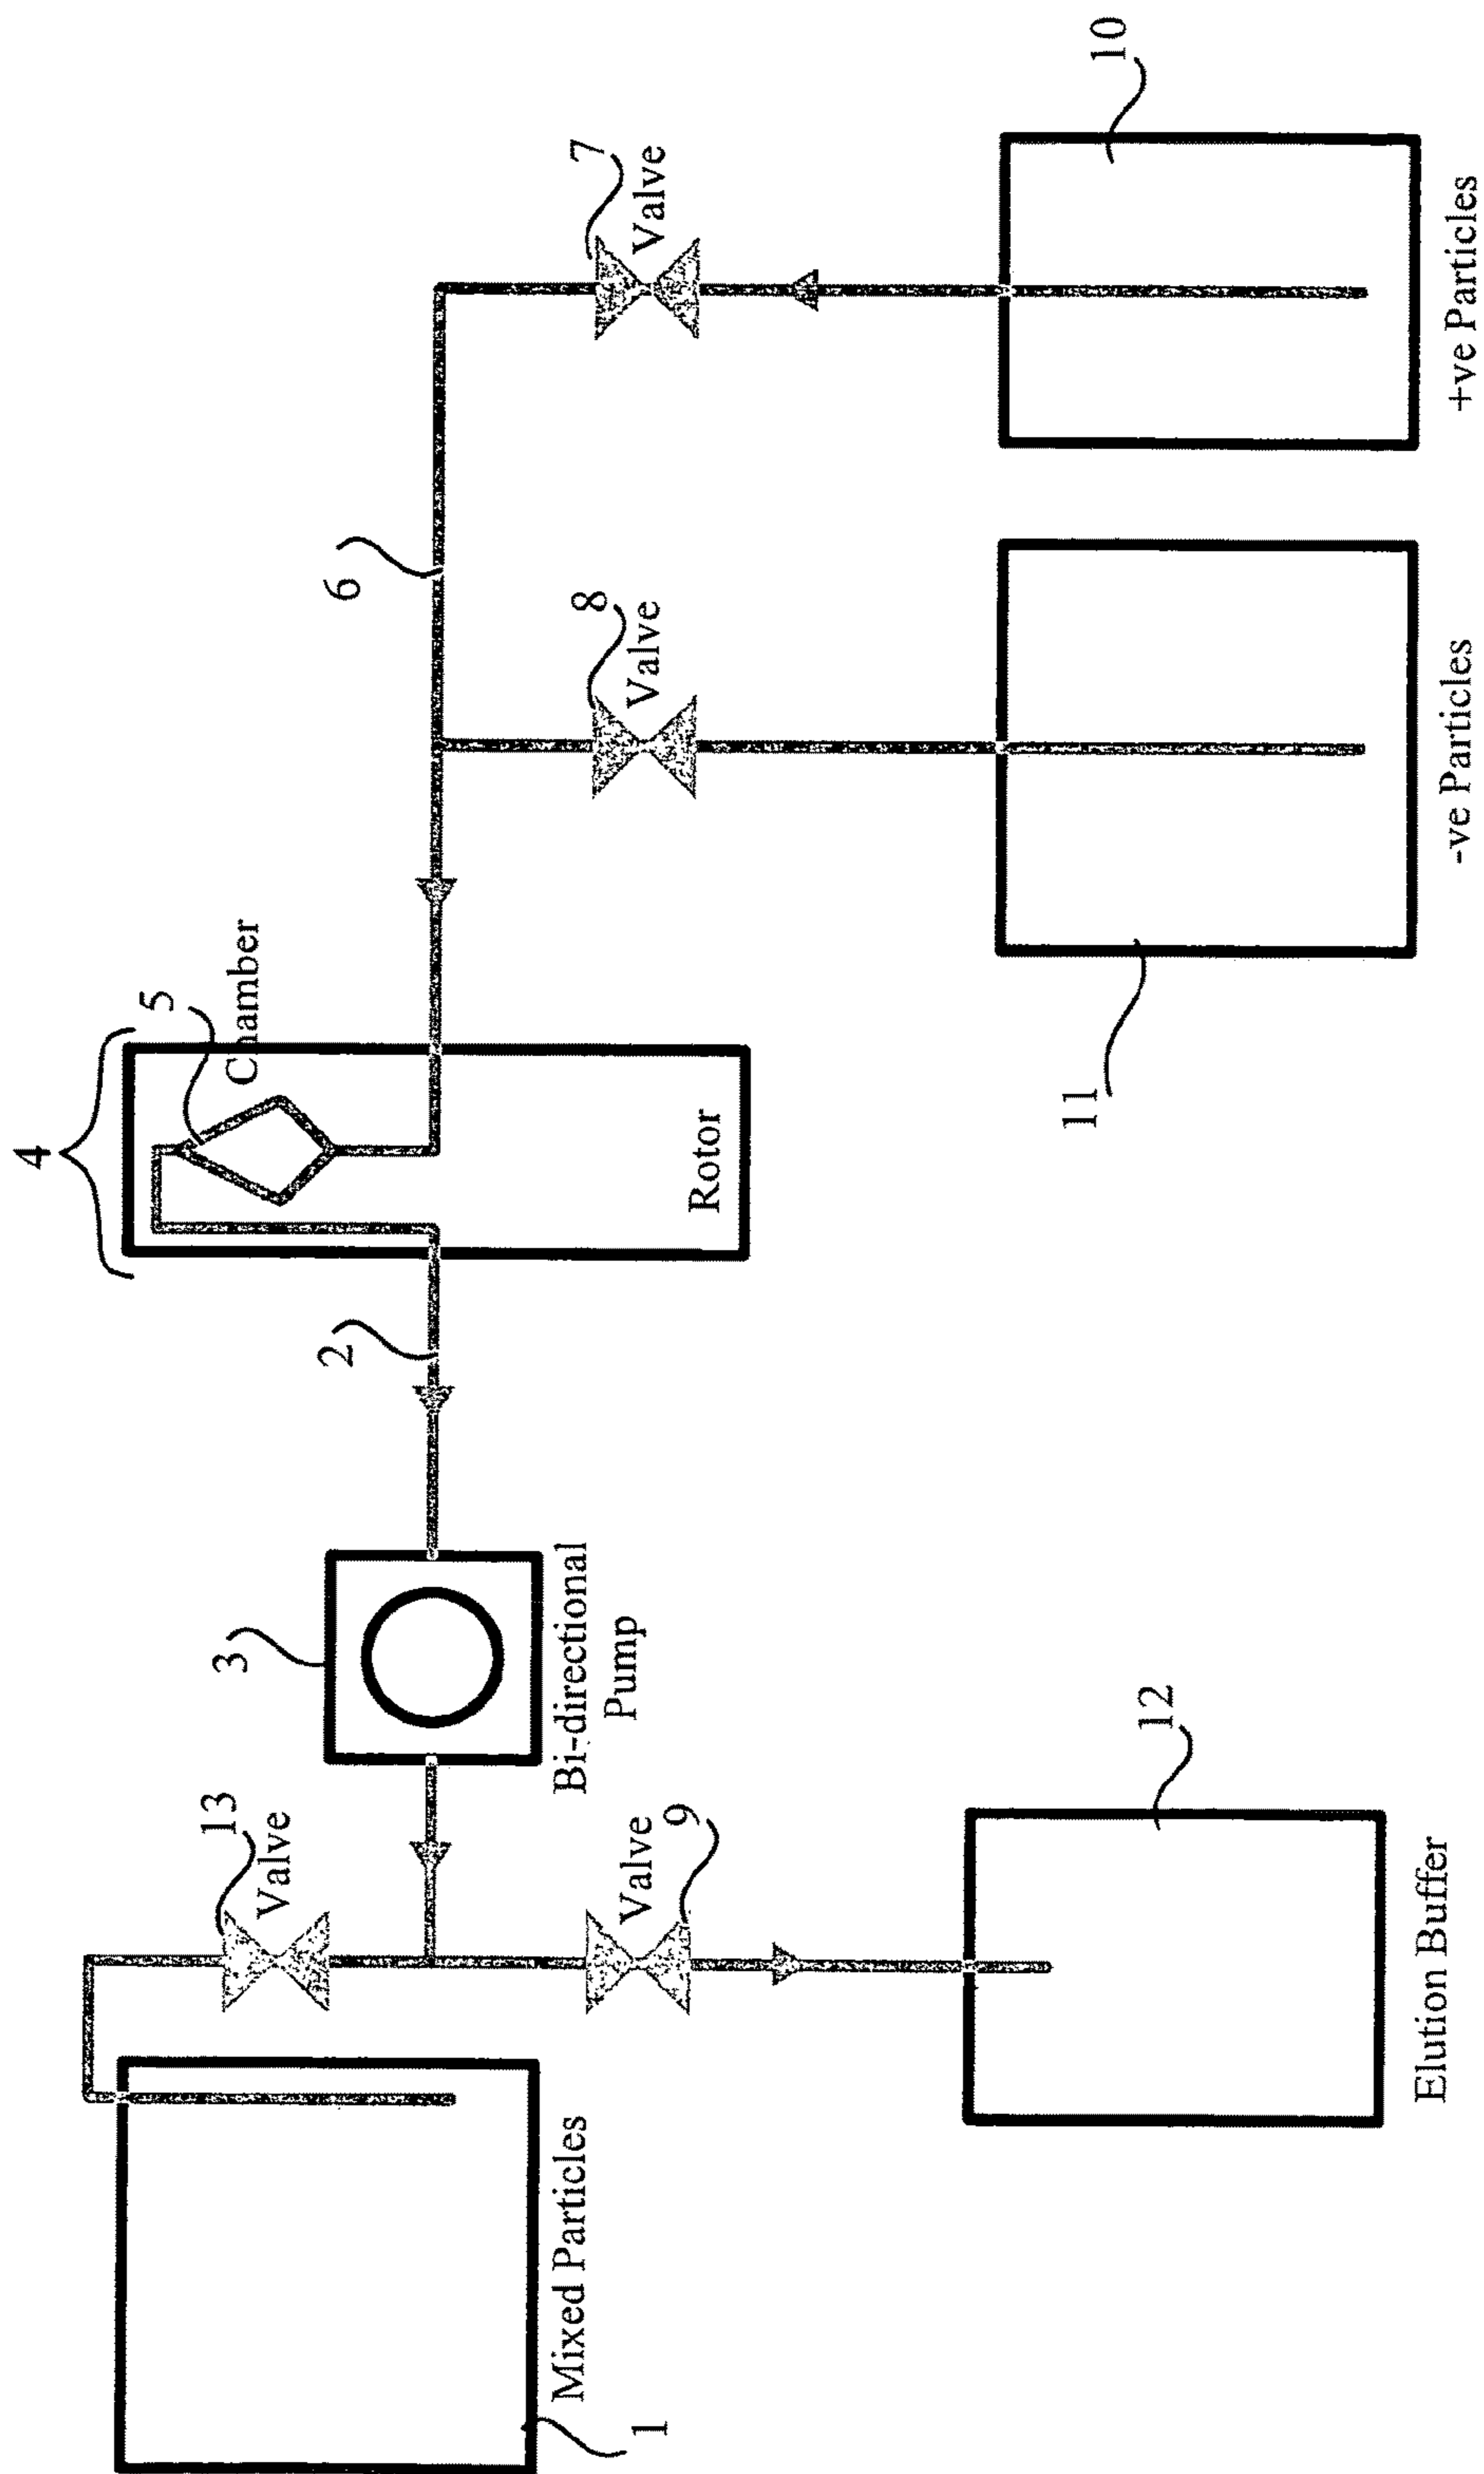 4
5
Chamber
Rotor
6
7
Valve
8
Valve
2
3
Bi-directional
Pump
13
Valve
Valve
9
Mixed Particles
1
12
Elution Buffer
11
-ve Particles
10
+ve Particles